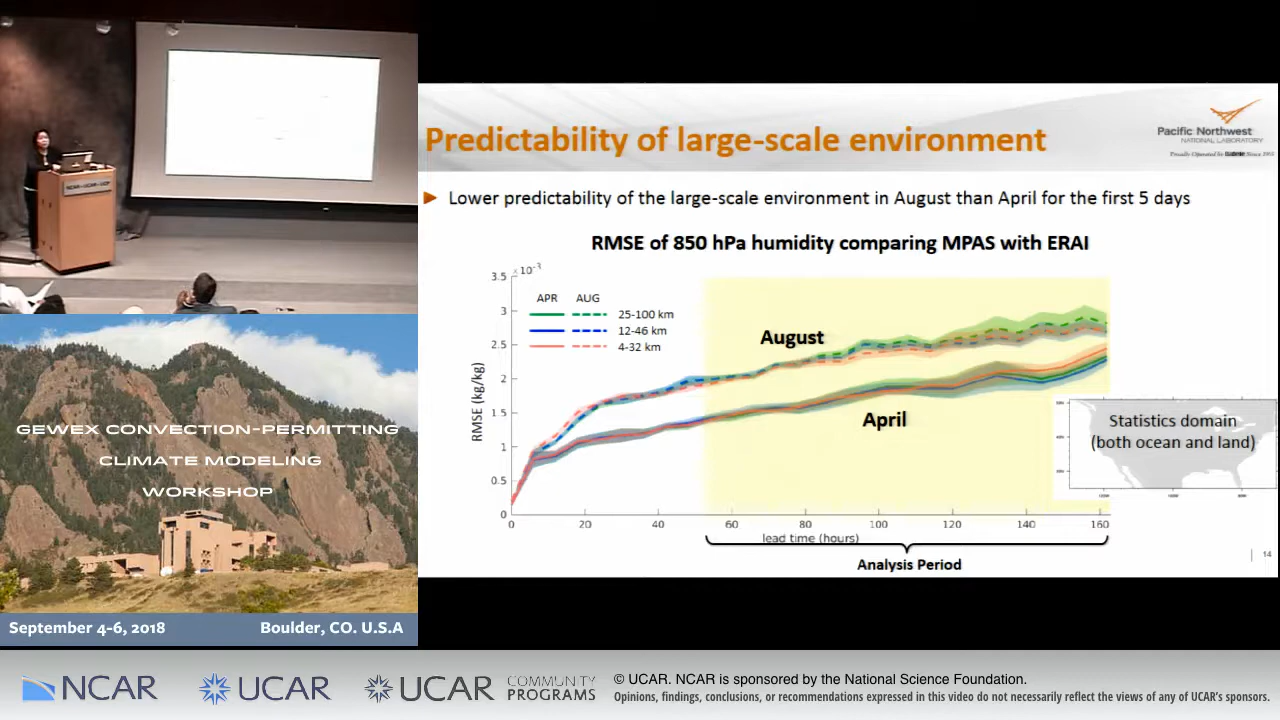 Predictability of large-scale environment
Pacific Northwest
NATIONAL LABORATORY
Lower predictability of the large-scale environment in August than April for the first 5 days
RMSE of 850 hPa humidity comparing MPAS with ERAI
3.5 × 10⁻³
3
2.5
2
1.5
1
0.5
0
RMSE (kg/kg)
APR AUG
25-100 km
12-46 km
4-32 km
August
April
0 20 40 60 80 100 120 140 160
lead time (hours)
Analysis Period
Statistics domain
(both ocean and land)
14
NCAR-UCAR-UCP
GEWEX CONVECTION-PERMITTING
CLIMATE MODELING
WORKSHOP
September 4-6, 2018 Boulder, CO. U.S.A
NCAR
UCAR
UCAR COMMUNITY PROGRAMS
© UCAR. NCAR is sponsored by the National Science Foundation.
Opinions, findings, conclusions, or recommendations expressed in this video do not necessarily reflect the views of any of UCAR's sponsors.